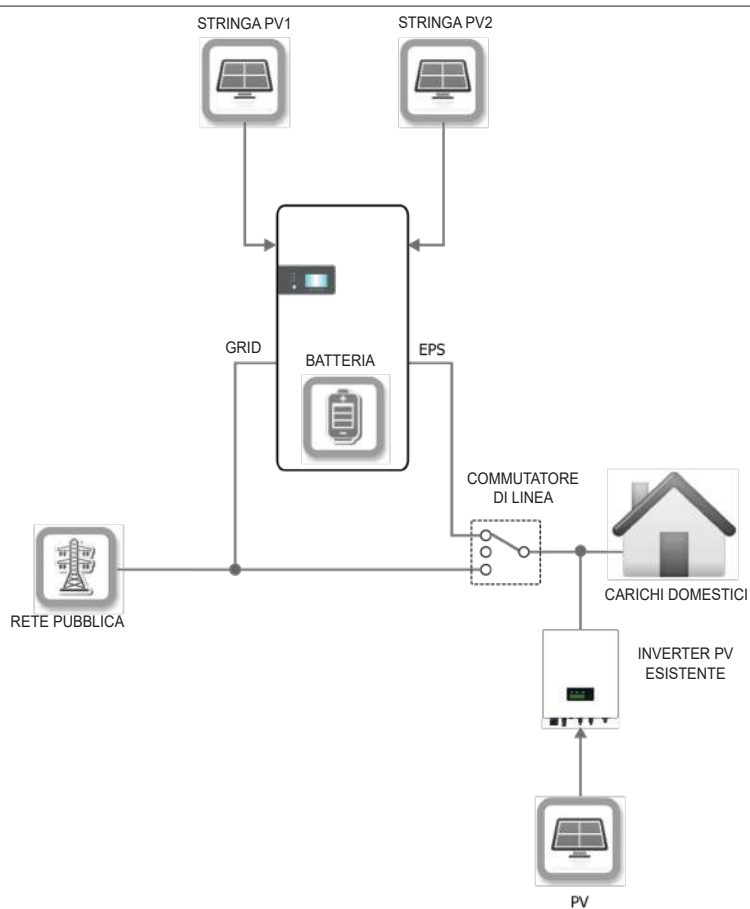 STRINGA PV1
STRINGA PV2
GRID
BATTERIA
EPS
COMMUTATORE
DI LINEA
RETE PUBBLICA
CARICHI DOMESTICI
INVERTER PV
ESISTENTE
PV